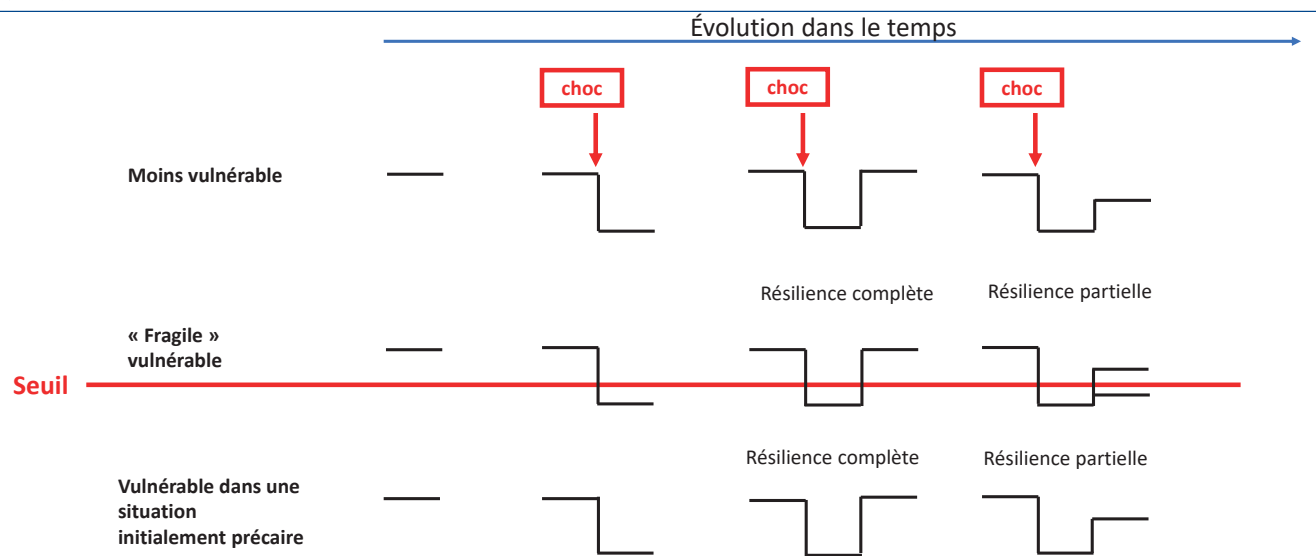 Évolution dans le temps
choc
choc
choc
Moins vulnérable
Résilience complète
Résilience partielle
« Fragile »
vulnérable
Seuil
Résilience complète
Résilience partielle
Vulnérable dans une
situation
initialement précaire